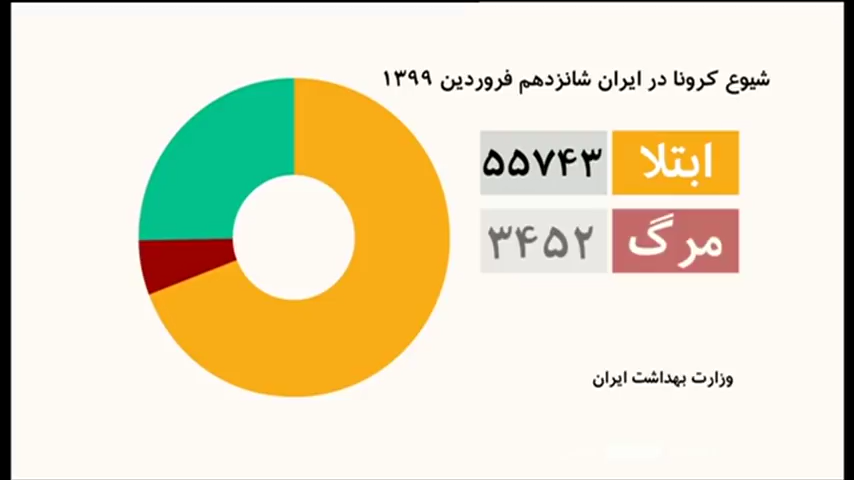 شیوع کرونا در ایران شانزدهم فروردین ۱۳۹۹
ابتلا ۵۵۷۴۳
مرگ ۳۴۵۲
وزارت بهداشت ایران